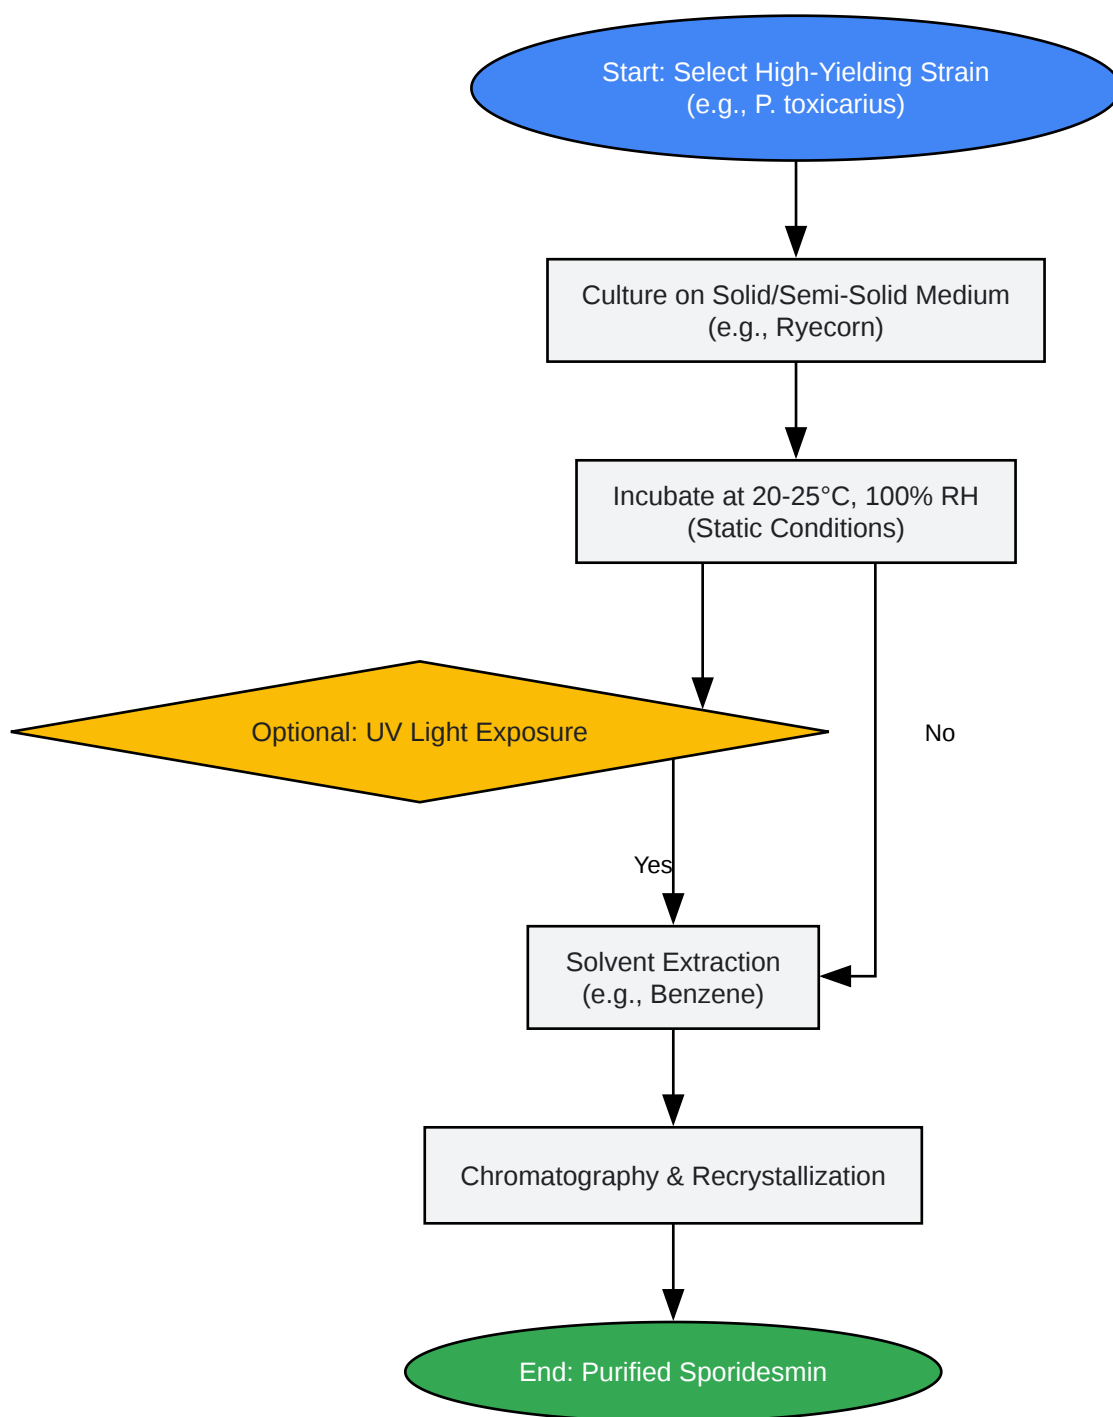 Start: Select High-Yielding Strain
(e.g., P. toxicarius)
Culture on Solid/Semi-Solid Medium
(e.g., Ryecorn)
Incubate at 20-25°C, 100% RH
(Static Conditions)
Optional: UV Light Exposure
No
Yes
Solvent Extraction
(e.g., Benzene)
Chromatography & Recrystallization
End: Purified Sporidesmin